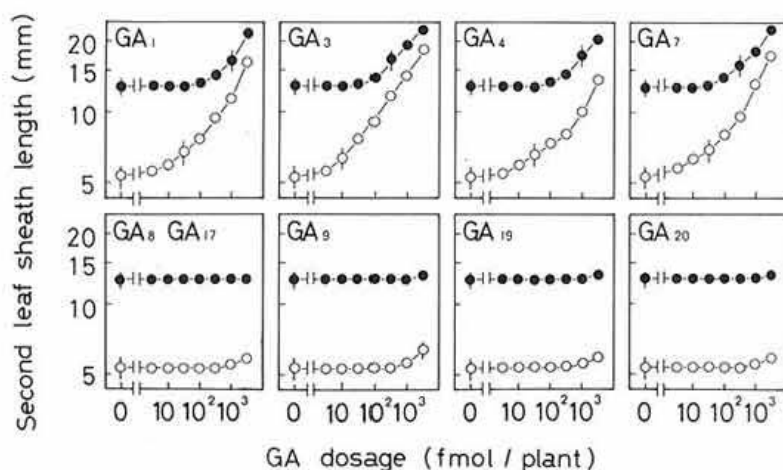 Second leaf sheath length (mm)
GA₁
GA₃
GA₄
GA₇
20
15
10
5
GA₈ GA₁₇
GA₉
GA₁₉
GA₂₀
20
15
10
5
0 10 10² 10³
0 10 10² 10³
0 10 10² 10³
0 10 10² 10³
GA dosage (fmol / plant)